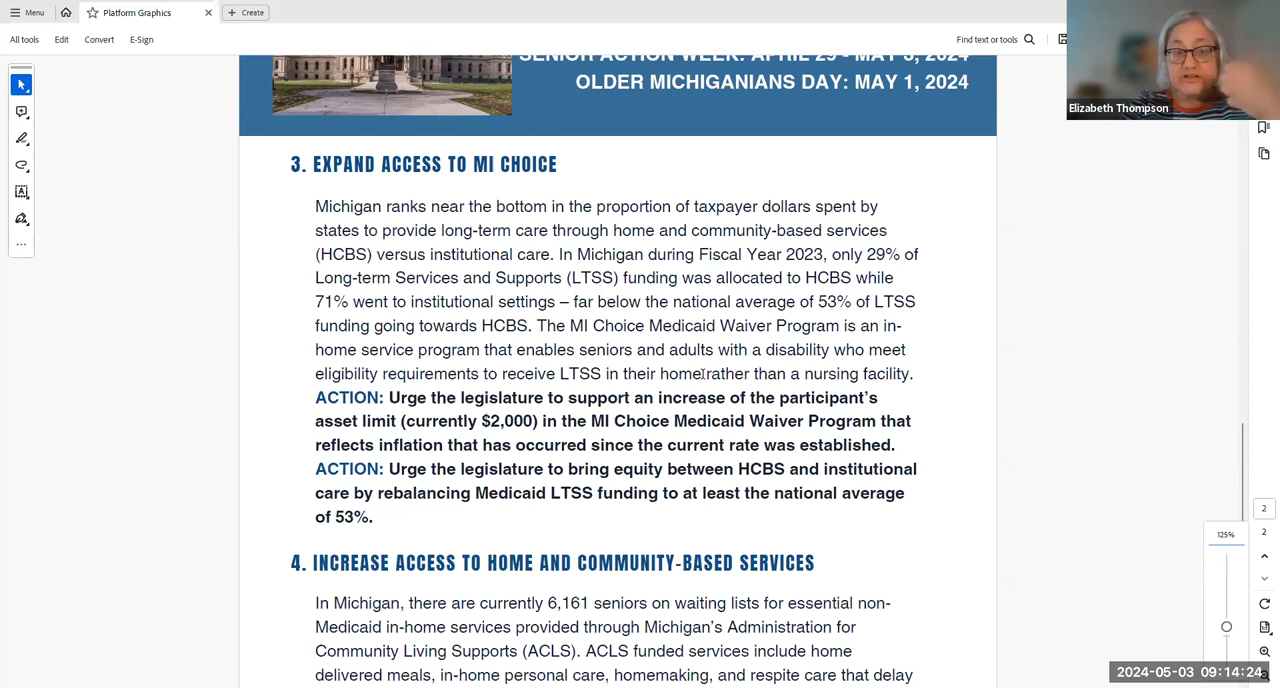 Menu
Platform Graphics
Create
All tools
Edit
Convert
E-Sign
Find text or tools
Elizabeth Thompson
SENIOR ACTION WEEK: APRIL 29 - MAY 3, 2024
OLDER MICHIGANIANS DAY: MAY 1, 2024
3. EXPAND ACCESS TO MI CHOICE
Michigan ranks near the bottom in the proportion of taxpayer dollars spent by
states to provide long-term care through home and community-based services
(HCBS) versus institutional care. In Michigan during Fiscal Year 2023, only 29% of
Long-term Services and Supports (LTSS) funding was allocated to HCBS while
71% went to institutional settings – far below the national average of 53% of LTSS
funding going towards HCBS. The MI Choice Medicaid Waiver Program is an in-
home service program that enables seniors and adults with a disability who meet
eligibility requirements to receive LTSS in their home rather than a nursing facility.
ACTION: Urge the legislature to support an increase of the participant's
asset limit (currently $2,000) in the MI Choice Medicaid Waiver Program that
reflects inflation that has occurred since the current rate was established.
ACTION: Urge the legislature to bring equity between HCBS and institutional
care by rebalancing Medicaid LTSS funding to at least the national average
of 53%.
4. INCREASE ACCESS TO HOME AND COMMUNITY-BASED SERVICES
In Michigan, there are currently 6,161 seniors on waiting lists for essential non-
Medicaid in-home services provided through Michigan's Administration for
Community Living Supports (ACLS). ACLS funded services include home
delivered meals, in-home personal care, homemaking, and respite care that delay
2
2
125%
2024-05-03 09:14:24